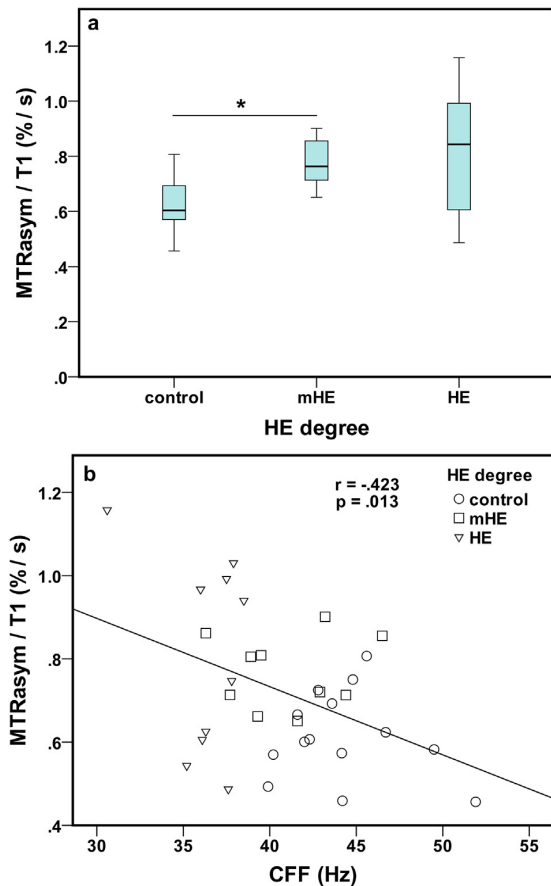 a
MTRasym / T1 (% / s)
1.2
1.0
.8
.6
.4
.2
.0
*
control
mHE
HE
HE degree
b
MTRasym / T1 (% / s)
1.2
1.0
.8
.6
.4
r = -.423
p = .013
HE degree
control
mHE
HE
30 35 40 45 50 55
CFF (Hz)